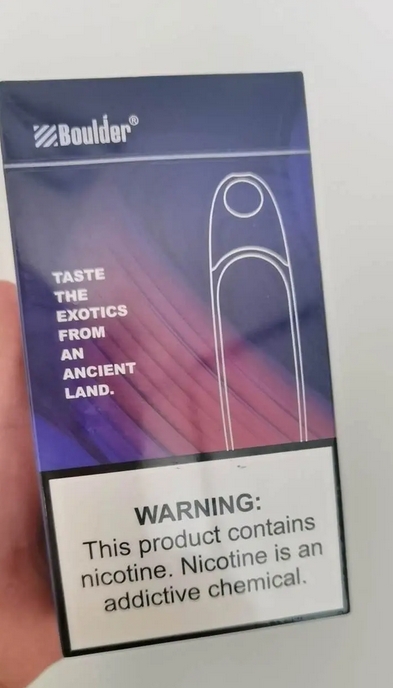 Boulder®
TASTE
THE
EXOTICS
FROM
AN
ANCIENT
LAND.
WARNING:
This product contains
nicotine. Nicotine is an
addictive chemical.